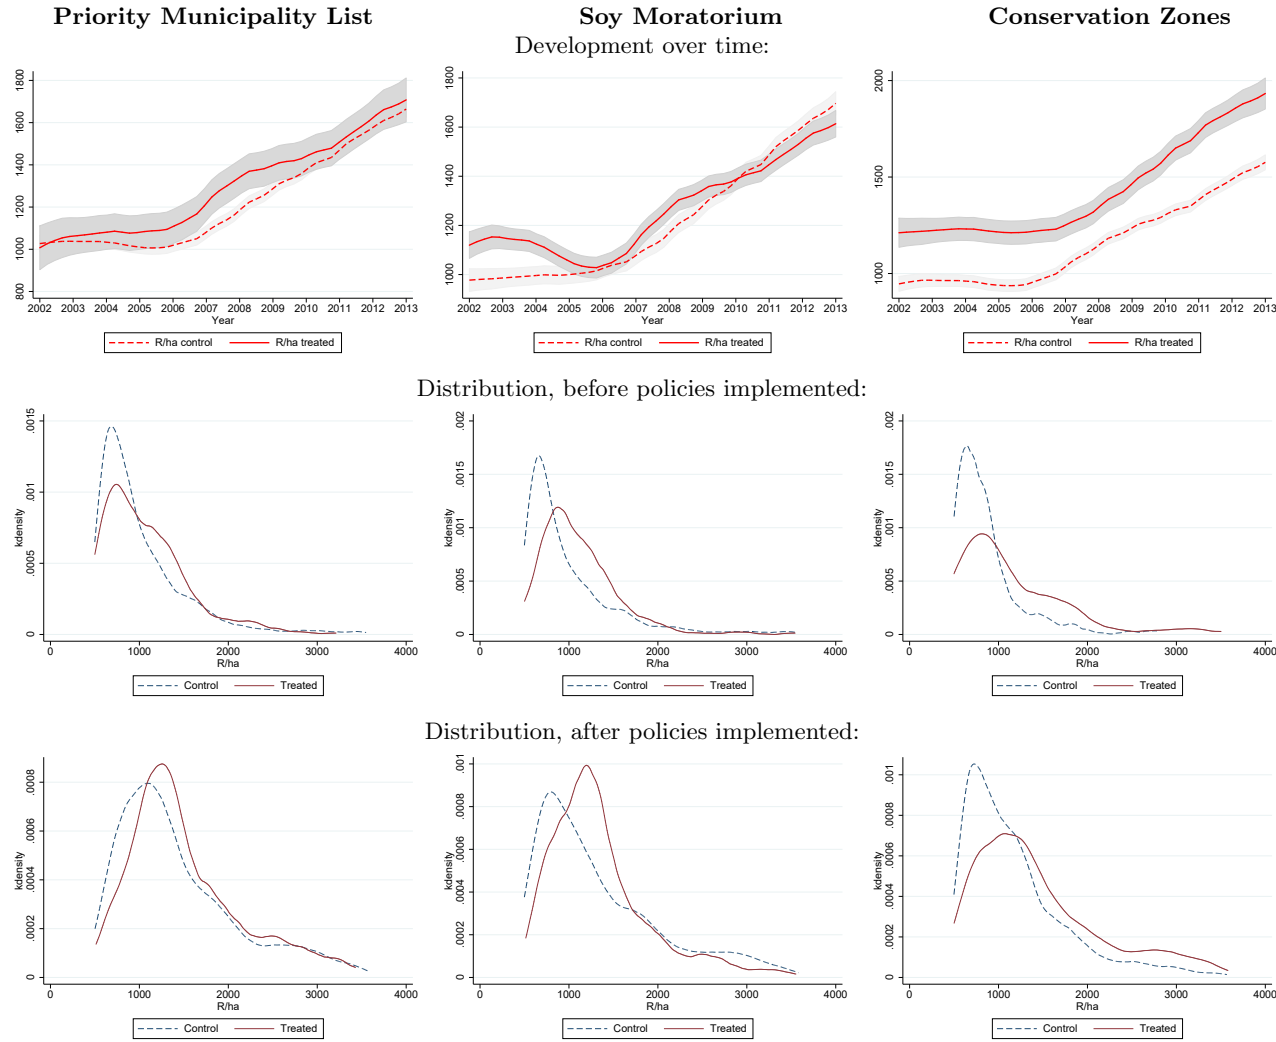 Priority Municipality List
Soy Moratorium
Conservation Zones
Development over time:
1800
1600
1400
1200
1000
800
2002 2003 2004 2005 2006 2007 2008 2009 2010 2011 2012 2013
Year
R/ha control R/ha treated
1800
1600
1400
1200
1000
2002 2003 2004 2005 2006 2007 2008 2009 2010 2011 2012 2013
Year
R/ha control R/ha treated
2000
1500
1000
2002 2003 2004 2005 2006 2007 2008 2009 2010 2011 2012 2013
Year
R/ha control R/ha treated
Distribution, before policies implemented:
kdensity
.015
.001
.0005
0
0 1000 2000 3000 4000
R/ha
Control Treated
kdensity
.002
.0015
.001
.0005
0
0 1000 2000 3000 4000
R/ha
Control Treated
kdensity
.002
.0015
.001
.0005
0
0 1000 2000 3000 4000
R/ha
Control Treated
Distribution, after policies implemented:
kdensity
.0008
.0006
.0004
.0002
0
0 1000 2000 3000 4000
R/ha
Control Treated
kdensity
.001
.0008
.0006
.0004
.0002
0
0 1000 2000 3000 4000
R/ha
Control Treated
kdensity
.001
.0008
.0006
.0004
.0002
0
0 1000 2000 3000 4000
R/ha
Control Treated